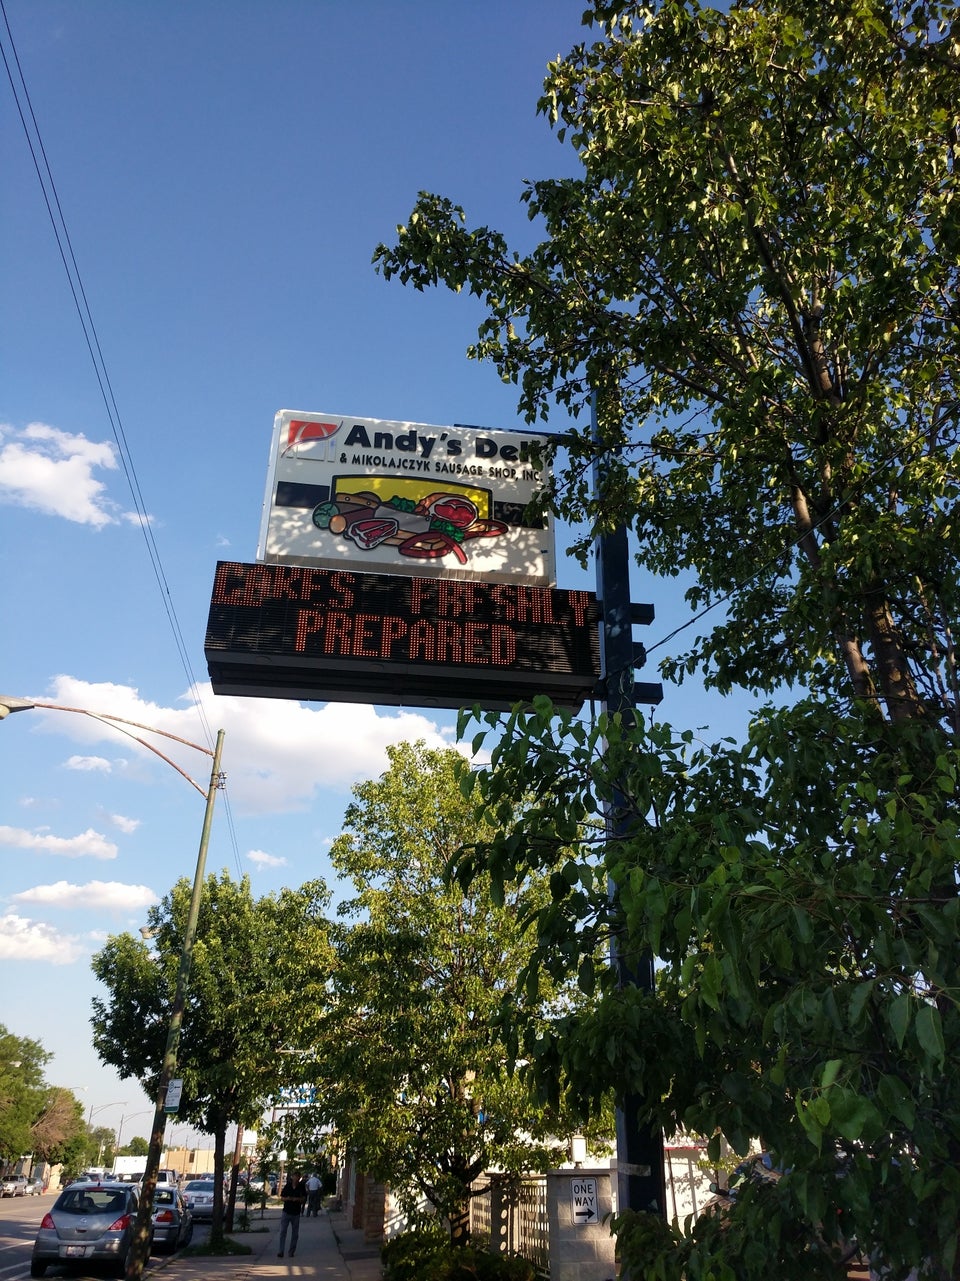 Andy's Deli
& MIKOLAJCZYK SAUSAGE SHOP, INC.
CAKES FRESHLY
PREPARED
ONE
WAY